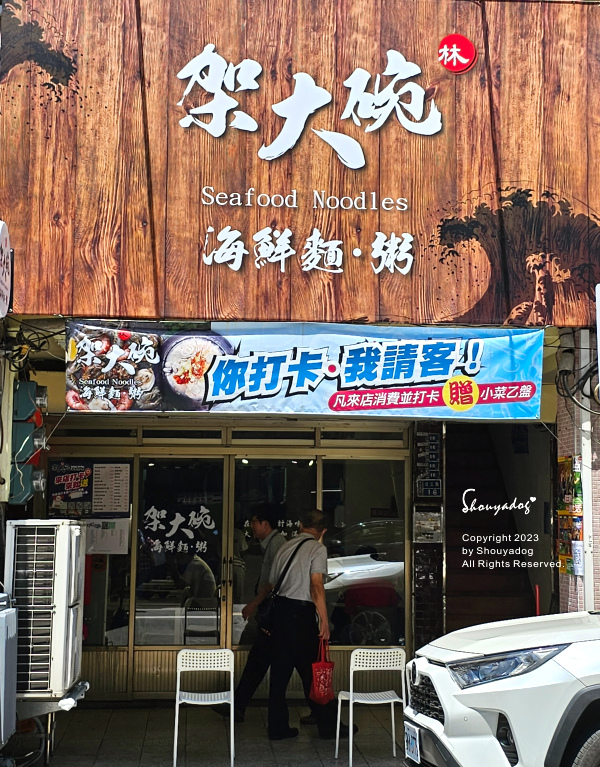 架大碗
林
Seafood Noodles
海鮮麵·粥
架大碗
Seafood Noodles
海鮮麵·粥
你打卡·我請客！
凡來店消費並打卡 贈 小菜乙盤
架大碗
海鮮麵·粥
Shouyadog
Copyright 2023
by Shouyadog
All Rights Reserved.